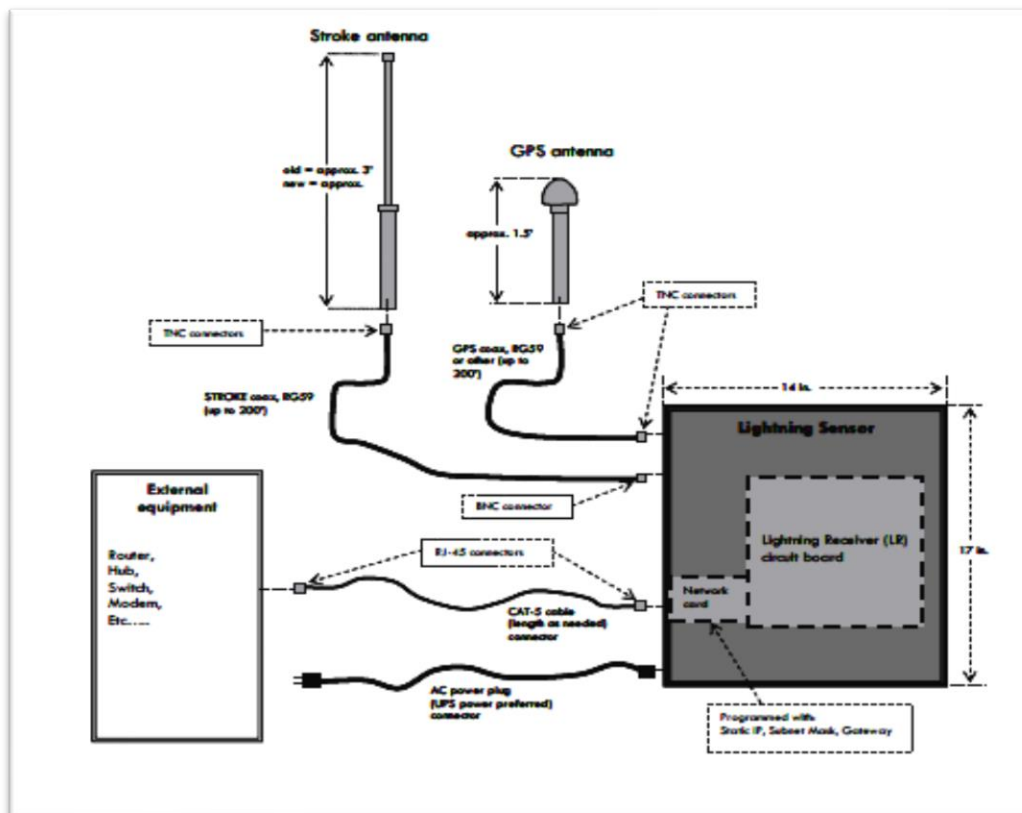 Stroke antenna
old = approx. 3'
new = approx.
GPS antenna
approx. 1.5'
TNC connectors
TNC connectors
GPS coax, RG59
or other (up to
200')
STROKE coax, RG59
(up to 200')
14 in.
Lightning Sensor
External
equipment
Router,
Hub,
Switch,
Modem,
Etc.....
BNC connector
RJ-45 connectors
Lightning Receiver (LR)
circuit board
17 in.
Network
card
CAT-5 cable
(length as needed)
connector
AC power plug
(UPS power preferred)
connector
Programmed with:
Static IP, Subnet Mask, Gateway